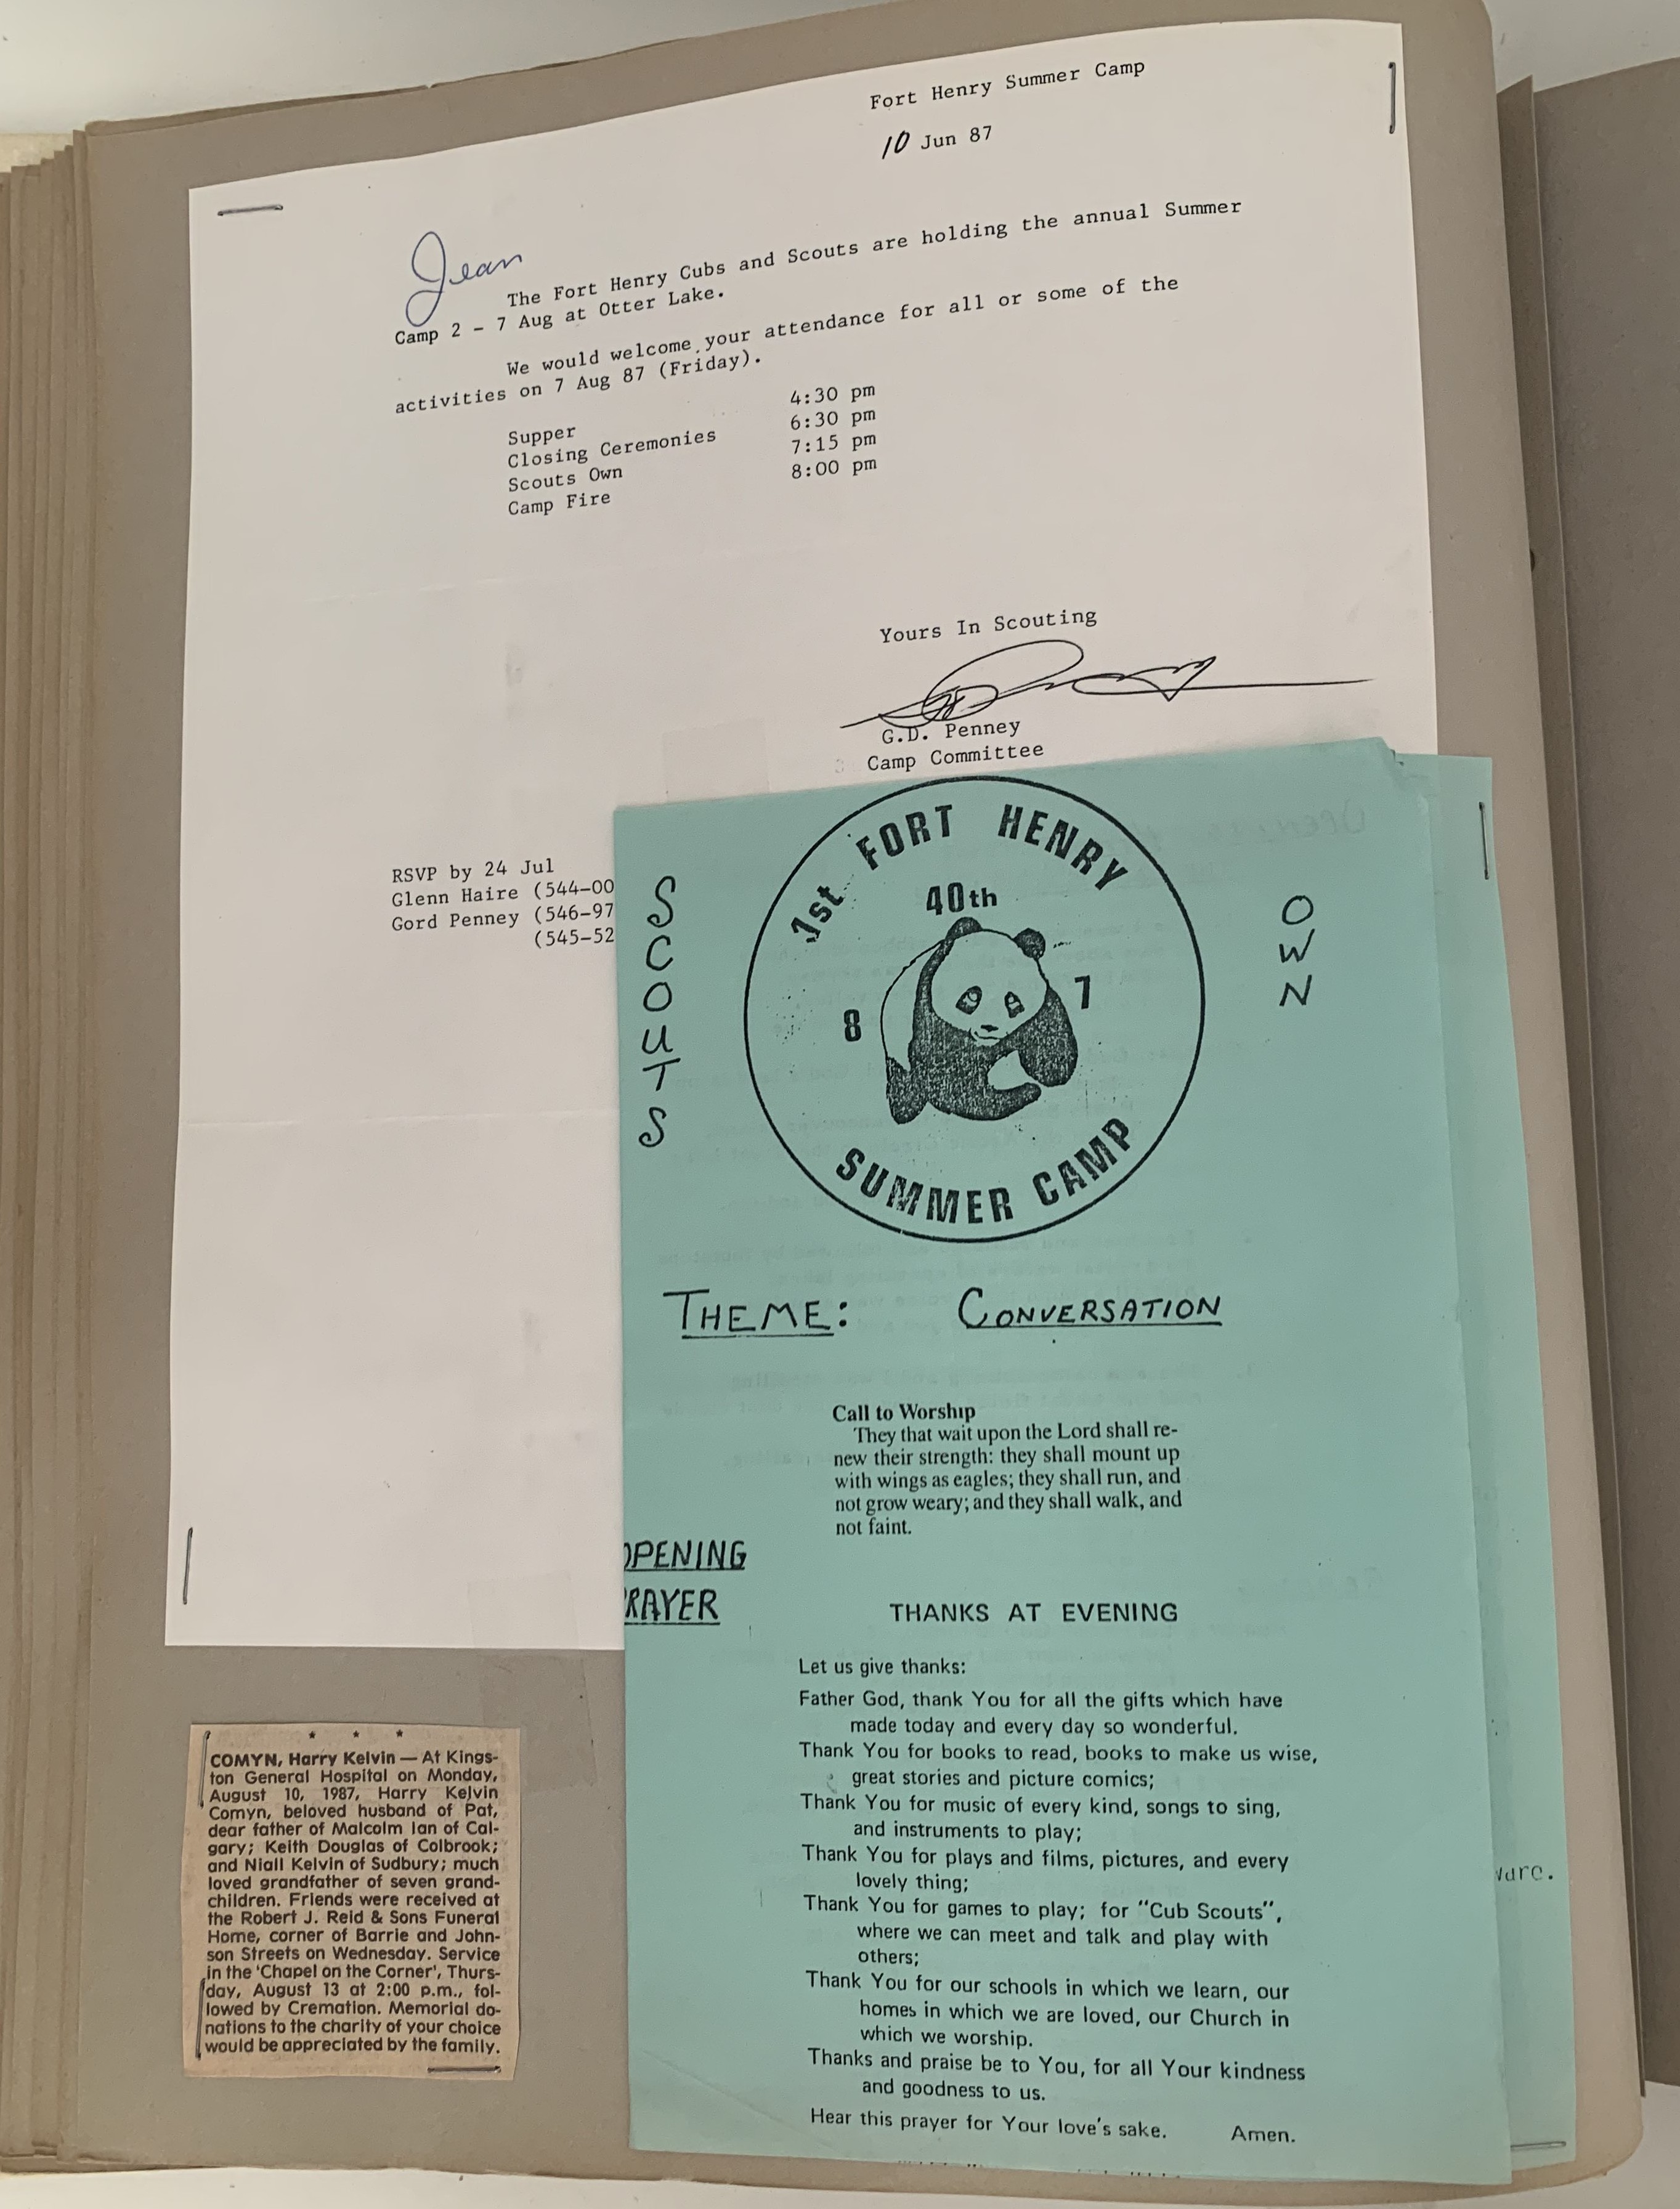 Fort Henry Summer Camp
10 Jun 87
Jean
The Fort Henry Cubs and Scouts are holding the annual Summer
Camp 2 - 7 Aug at Otter Lake.
We would welcome your attendance for all or some of the
activities on 7 Aug 87 (Friday).
Supper 4:30 pm
Closing Ceremonies 6:30 pm
Scouts Own 7:15 pm
Camp Fire 8:00 pm
Yours In Scouting
G.D. Penney
Camp Committee
RSVP by 24 Jul
Glenn Haire (544-00
Gord Penney (546-97
(545-52
SCOUTS
OWN
1st FORT HENRY
40th
8 7
SUMMER CAMP
THEME: CONVERSATION
Call to Worship
They that wait upon the Lord shall re-
new their strength: they shall mount up
with wings as eagles; they shall run, and
not grow weary; and they shall walk, and
not faint.
OPENING
PRAYER
THANKS AT EVENING
Let us give thanks:
Father God, thank You for all the gifts which have
made today and every day so wonderful.
Thank You for books to read, books to make us wise,
great stories and picture comics;
Thank You for music of every kind, songs to sing,
and instruments to play;
Thank You for plays and films, pictures, and every
lovely thing;
Thank You for games to play; for "Cub Scouts",
where we can meet and talk and play with
others;
Thank You for our schools in which we learn, our
homes in which we are loved, our Church in
which we worship.
Thanks and praise be to You, for all Your kindness
and goodness to us.
Hear this prayer for Your love's sake. Amen.
* * *
COMYN, Harry Kelvin — At Kings-
ton General Hospital on Monday,
August 10, 1987, Harry Kelvin
Comyn, beloved husband of Pat,
dear father of Malcolm Ian of Cal-
gary; Keith Douglas of Colbrook;
and Niall Kelvin of Sudbury; much
loved grandfather of seven grand-
children. Friends were received at
the Robert J. Reid & Sons Funeral
Home, corner of Barrie and John-
son Streets on Wednesday. Service
in the 'Chapel on the Corner', Thurs-
day, August 13 at 2:00 p.m., fol-
lowed by Cremation. Memorial do-
nations to the charity of your choice
would be appreciated by the family.